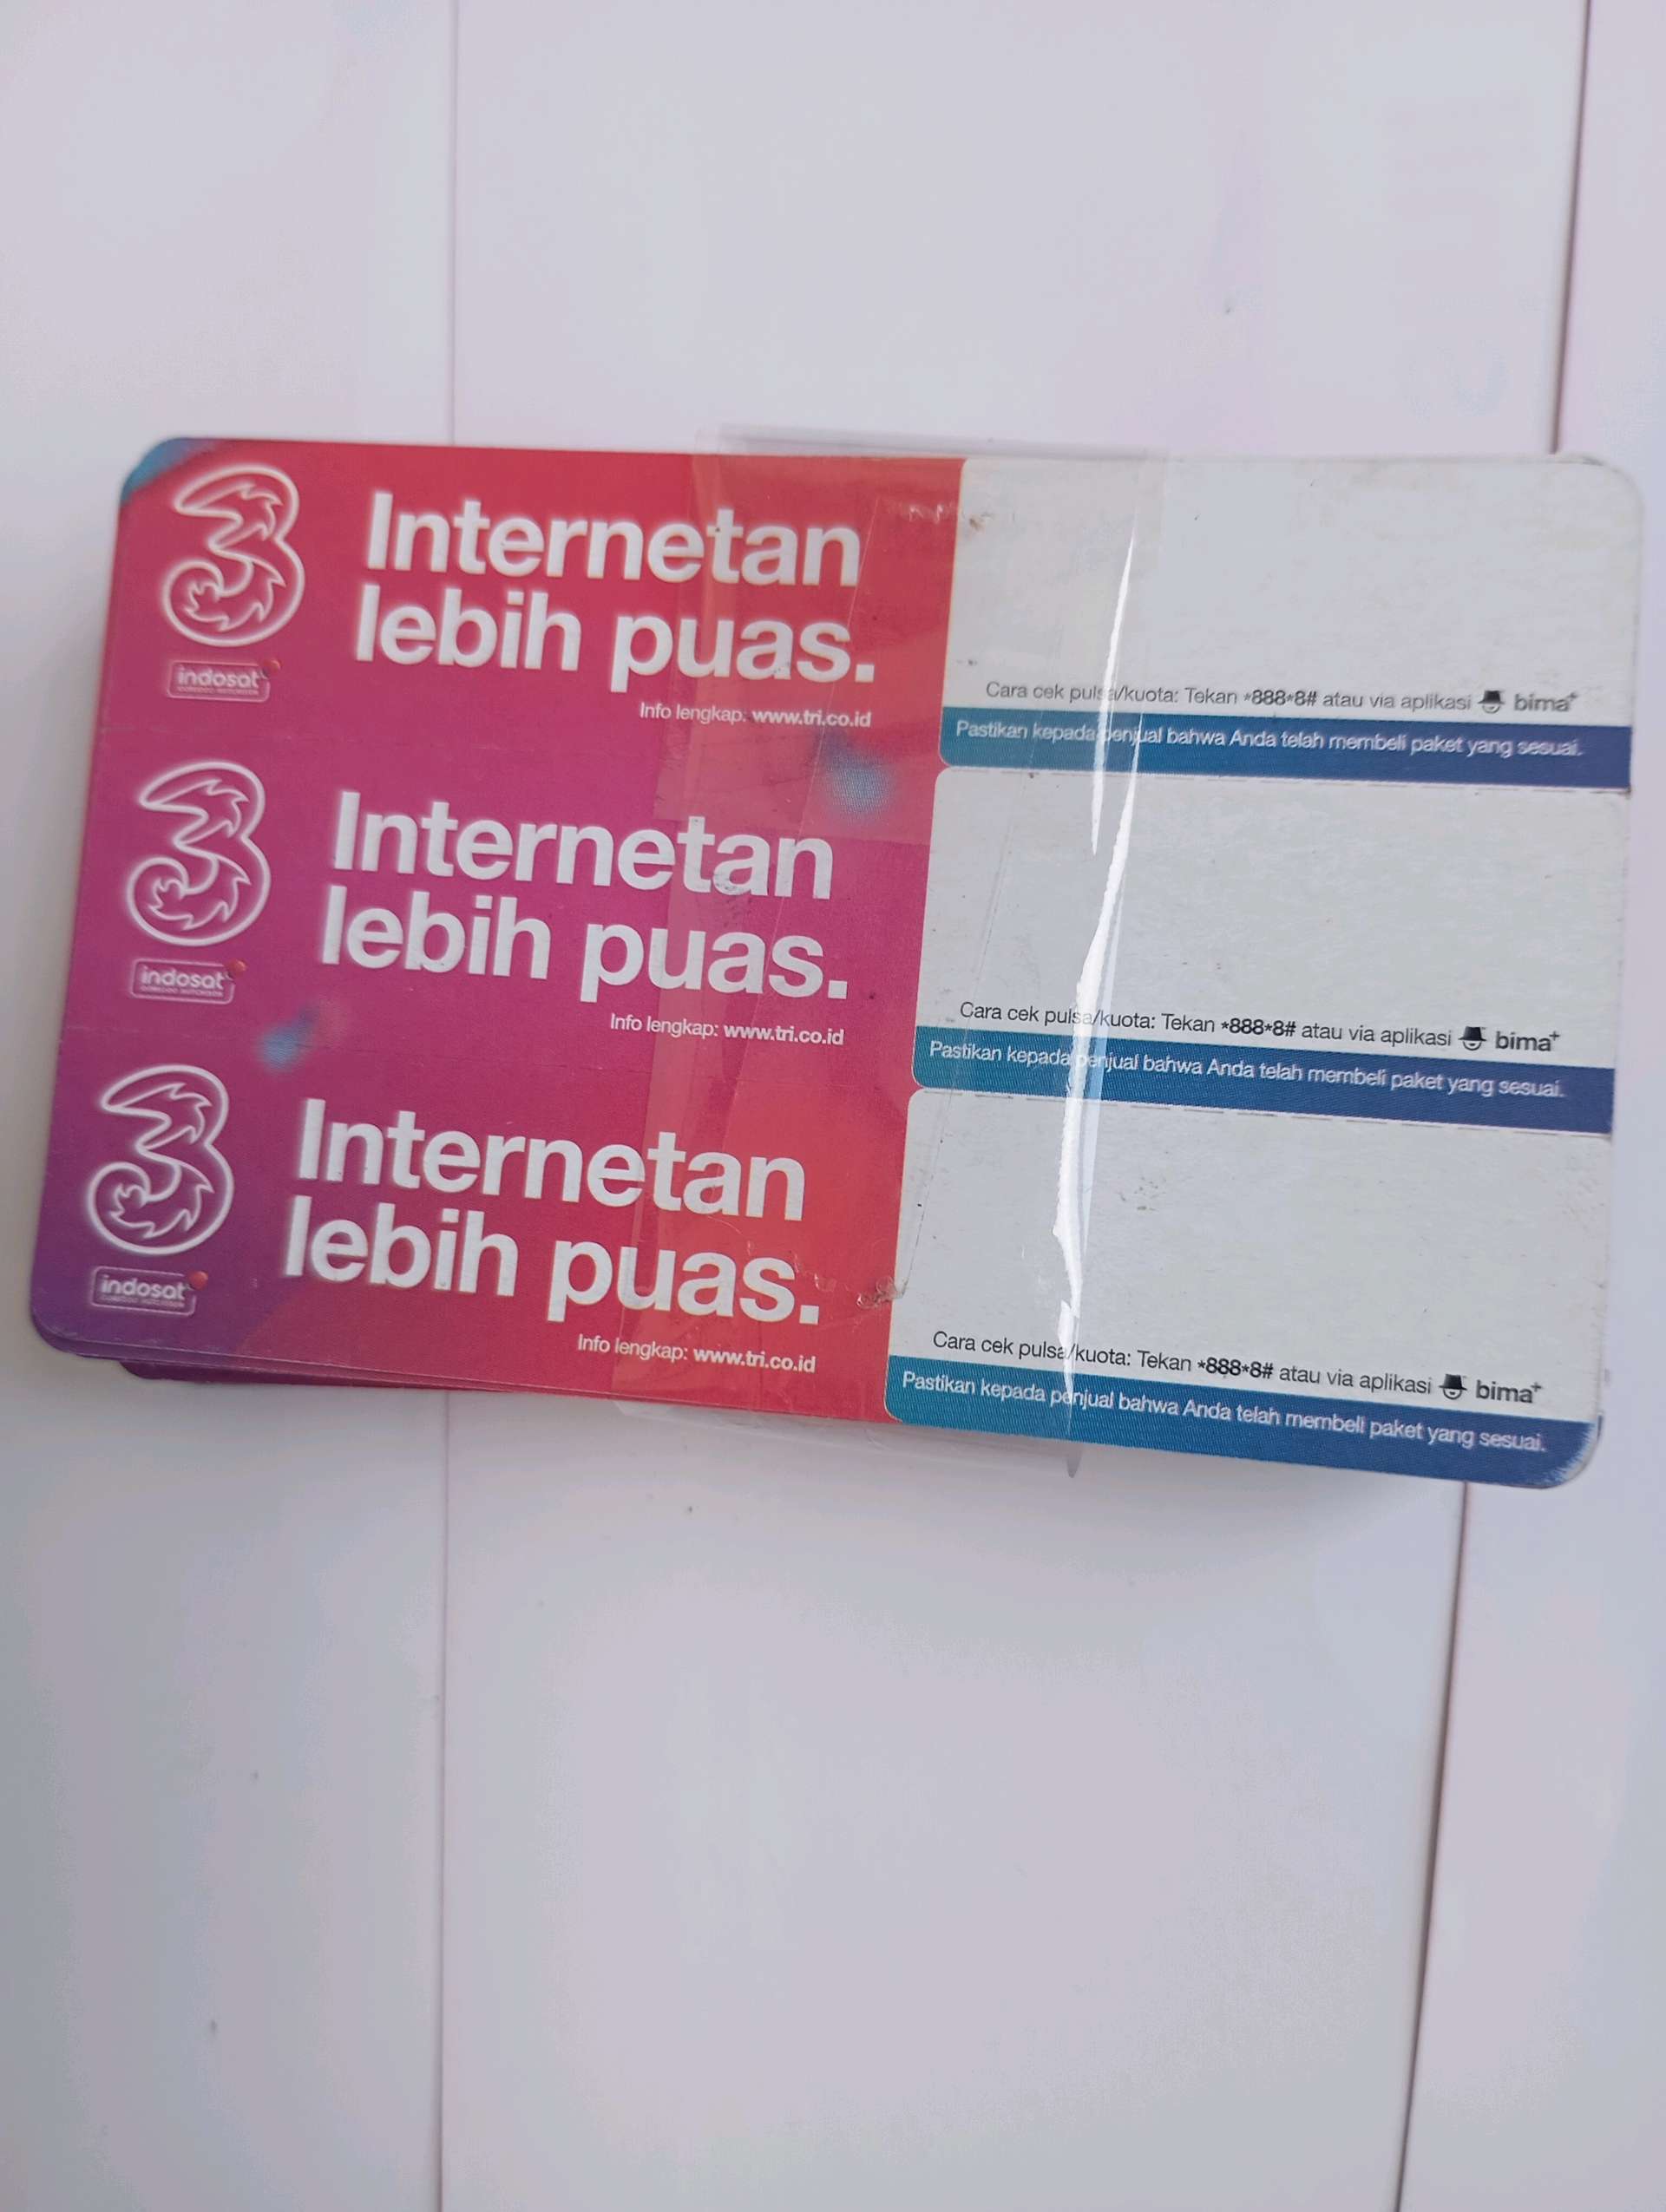 3
Internetan
lebih puas.
indosat
Info lengkap: www.tri.co.id
Cara cek pulsa/kuota: Tekan *888*8# atau via aplikasi bima+
Pastikan kepada penjual bahwa Anda telah membeli paket yang sesuai.
3
Internetan
lebih puas.
indosat
Info lengkap: www.tri.co.id
Cara cek pulsa/kuota: Tekan *888*8# atau via aplikasi bima+
Pastikan kepada penjual bahwa Anda telah membeli paket yang sesuai.
3
Internetan
lebih puas.
indosat
Info lengkap: www.tri.co.id
Cara cek pulsa/kuota: Tekan *888*8# atau via aplikasi bima+
Pastikan kepada penjual bahwa Anda telah membeli paket yang sesuai.